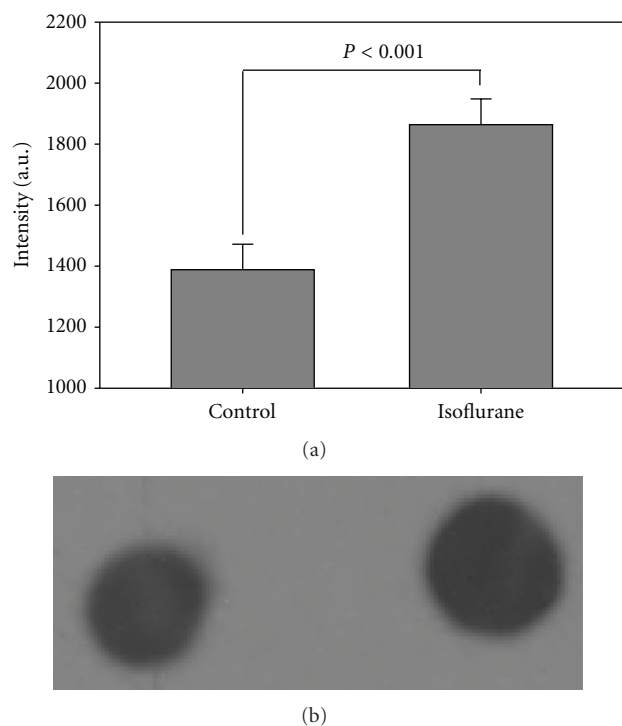 2200
P < 0.001
2000
1800
1600
1400
1200
1000
Intensity (a.u.)
Control Isoflurane
(a)
(b)